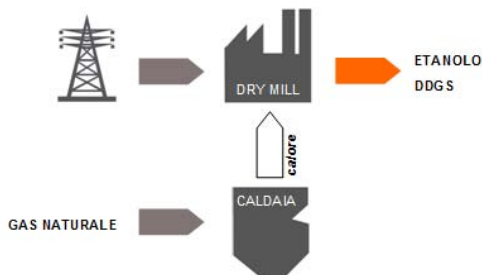 ETANOLO
DDGS
DRY MILL
calore
CALDAIA
GAS NATURALE